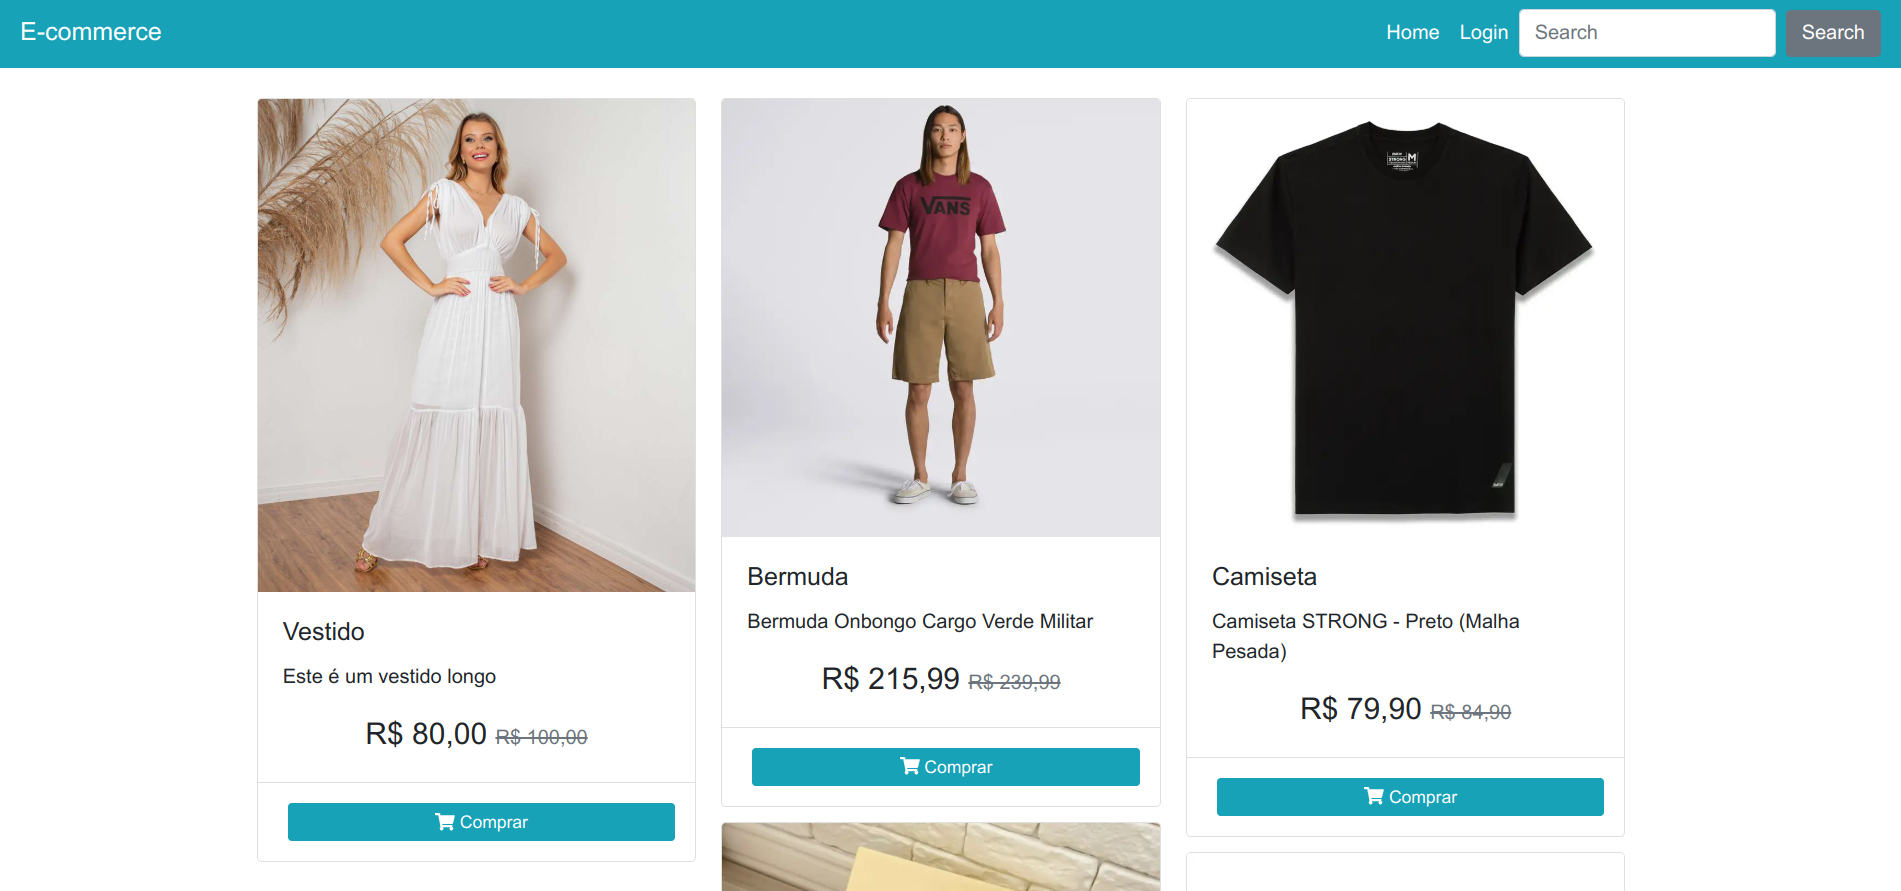 E-commerce
Home
Login
Search
Search
VANS
STRONG M
Vestido
Este é um vestido longo
R$ 80,00 R$ 100,00
Comprar
Bermuda
Bermuda Onbongo Cargo Verde Militar
R$ 215,99 R$ 239,99
Comprar
Camiseta
Camiseta STRONG - Preto (Malha
Pesada)
R$ 79,90 R$ 84,90
Comprar